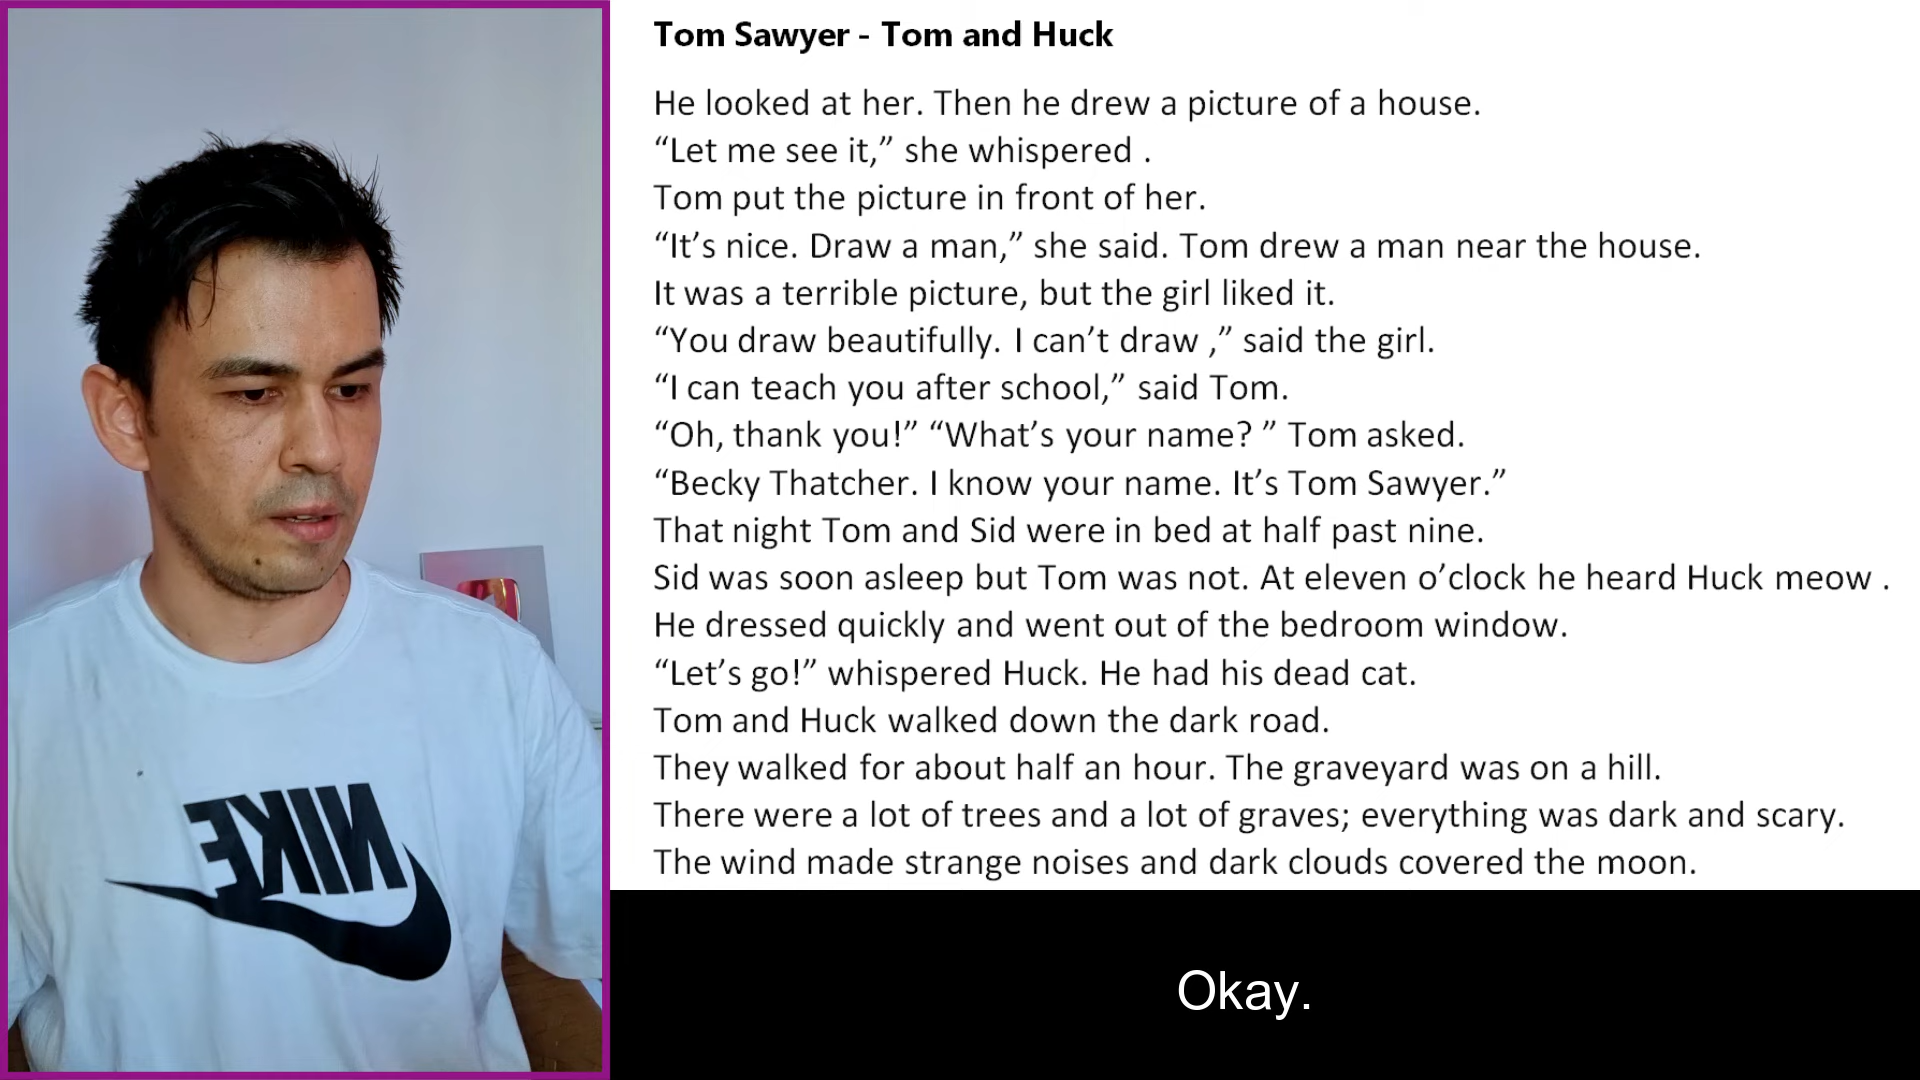 Tom Sawyer - Tom and Huck
He looked at her. Then he drew a picture of a house.
“Let me see it,” she whispered .
Tom put the picture in front of her.
“It’s nice. Draw a man,” she said. Tom drew a man near the house.
It was a terrible picture, but the girl liked it.
“You draw beautifully. I can’t draw ,” said the girl.
“I can teach you after school,” said Tom.
“Oh, thank you!” “What’s your name? ” Tom asked.
“Becky Thatcher. I know your name. It’s Tom Sawyer.”
That night Tom and Sid were in bed at half past nine.
Sid was soon asleep but Tom was not. At eleven o’clock he heard Huck meow .
He dressed quickly and went out of the bedroom window.
“Let’s go!” whispered Huck. He had his dead cat.
Tom and Huck walked down the dark road.
They walked for about half an hour. The graveyard was on a hill.
There were a lot of trees and a lot of graves; everything was dark and scary.
The wind made strange noises and dark clouds covered the moon.
NIKE
Okay.